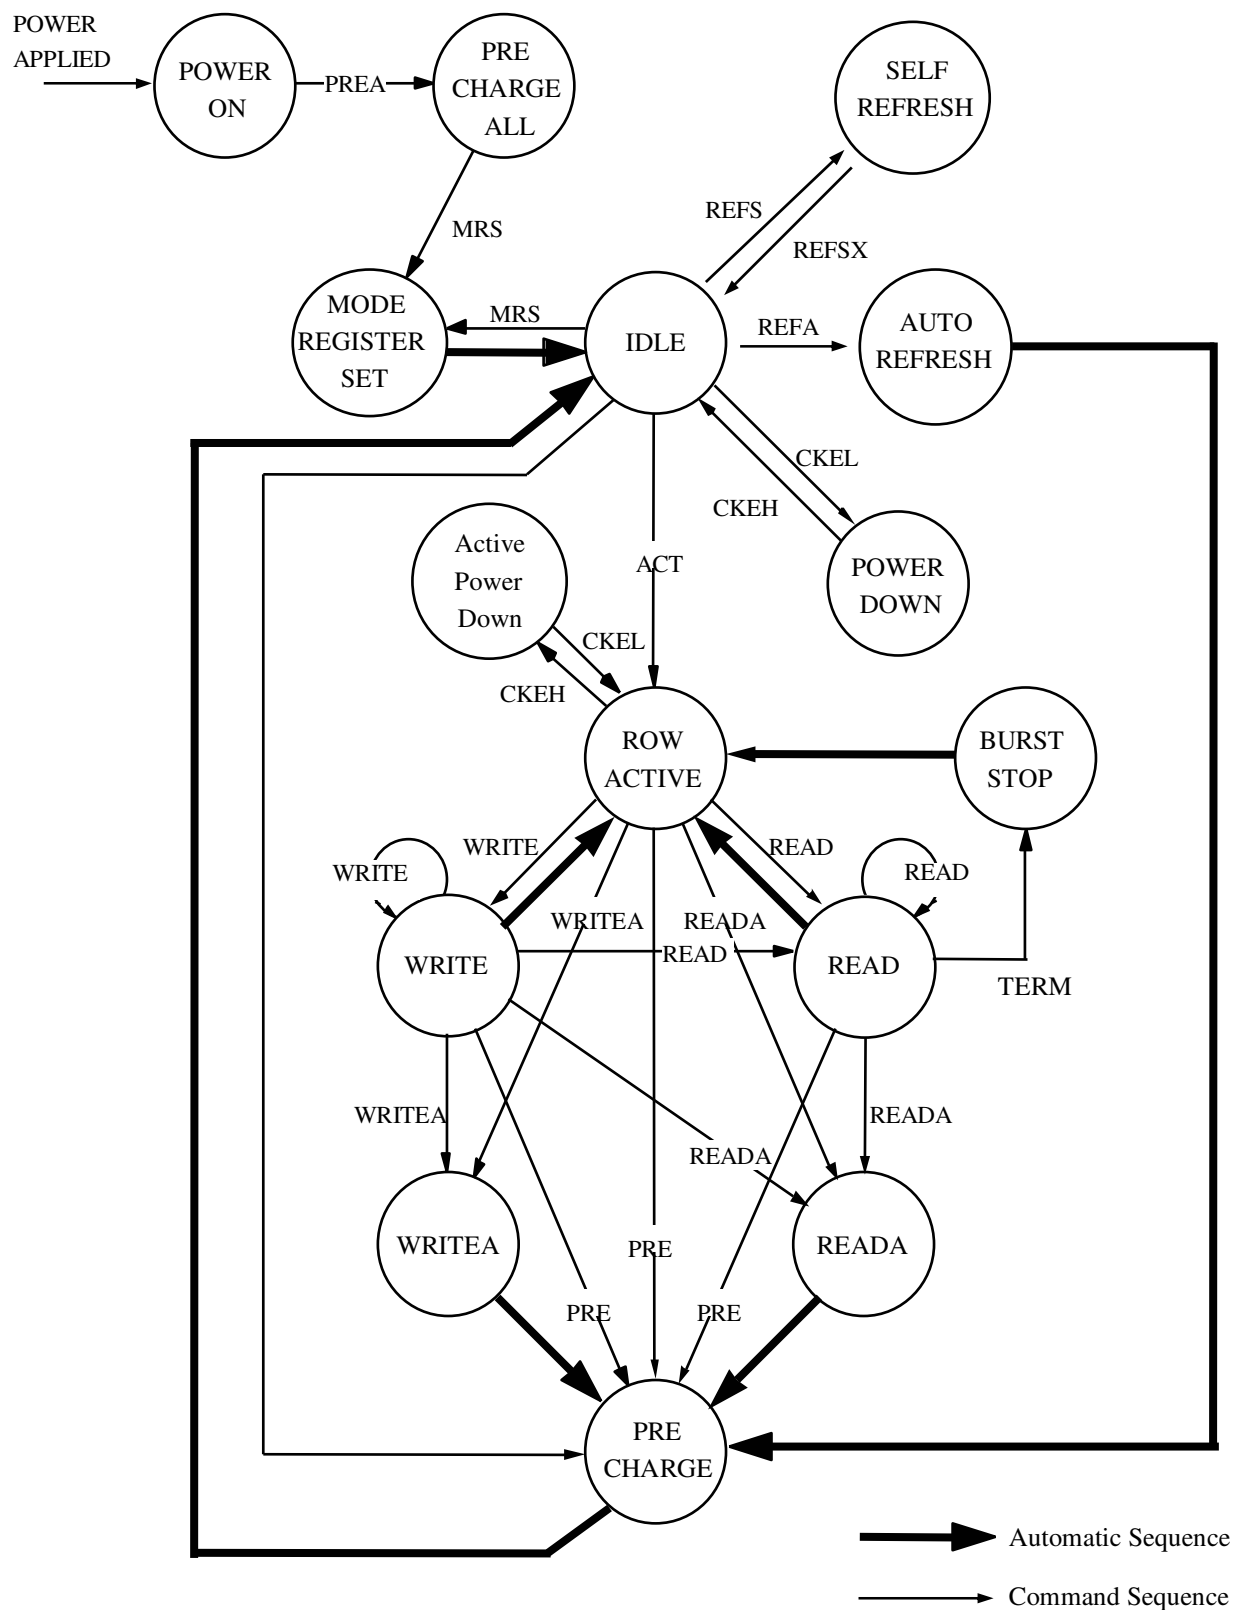 POWER
APPLIED
POWER
ON
PREA
PRE
CHARGE
ALL
SELF
REFRESH
MRS
REFS
REFSX
MODE
REGISTER
SET
MRS
IDLE
REFA
AUTO
REFRESH
CKEL
CKEH
POWER
DOWN
Active
Power
Down
ACT
CKEL
CKEH
ROW
ACTIVE
BURST
STOP
WRITE
WRITE
READ
READ
WRITEA
READA
WRITE
READ
READ
TERM
WRITEA
READA
READA
WRITEA
PRE
READA
PRE
PRE
PRE
CHARGE
Automatic Sequence
Command Sequence